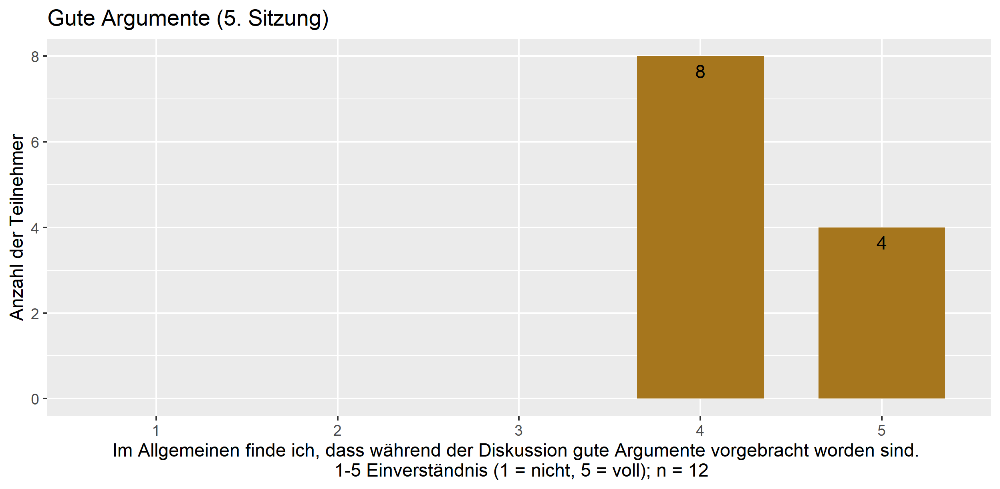 Gute Argumente (5. Sitzung)
Anzahl der Teilnehmer
8
6
4
2
0
8
4
1 2 3 4 5
Im Allgemeinen finde ich, dass während der Diskussion gute Argumente vorgebracht worden sind.
1-5 Einverständnis (1 = nicht, 5 = voll); n = 12